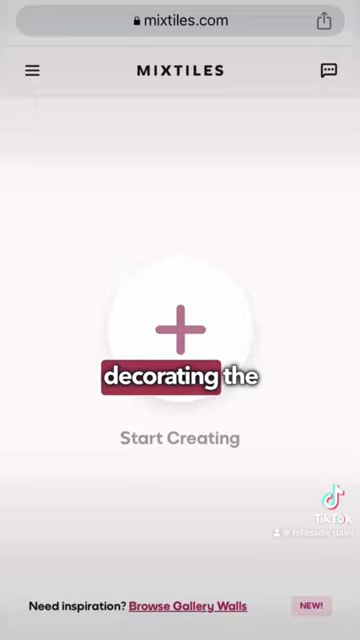 mixtiles.com
MIXTILES
decorating the
Start Creating
TikTok
Need inspiration? Browse Gallery Walls NEW!